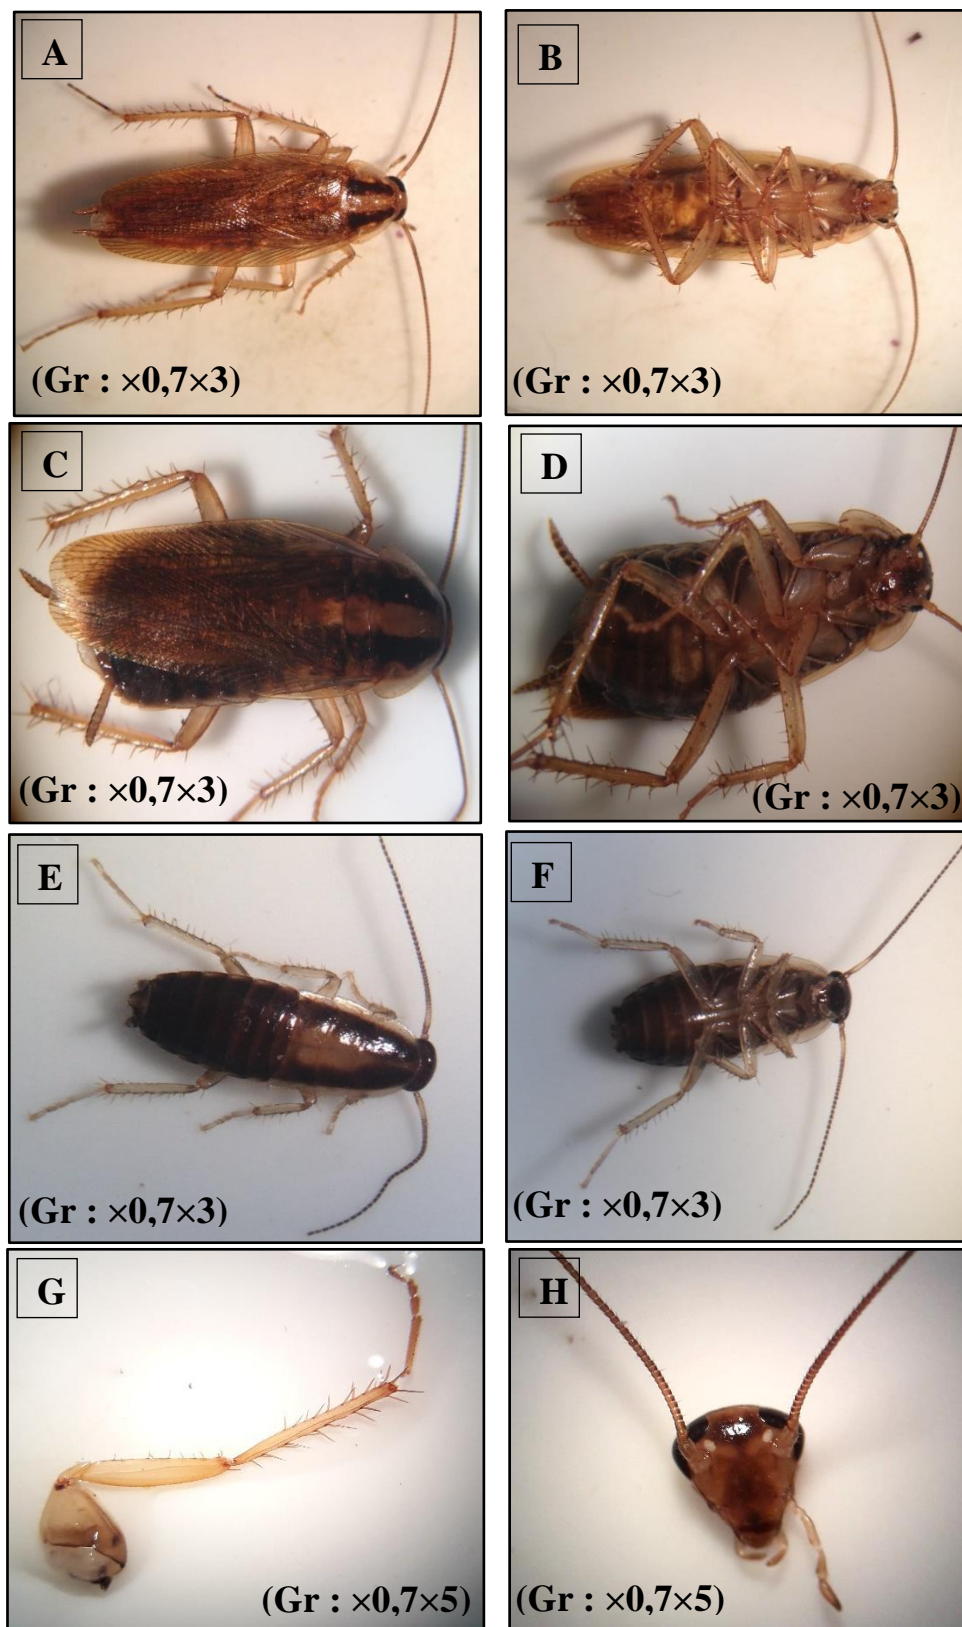 A
B
(Gr : ×0,7×3)
(Gr : ×0,7×3)
C
D
(Gr : ×0,7×3)
(Gr : ×0,7×3)
E
F
(Gr : ×0,7×3)
(Gr : ×0,7×3)
G
H
(Gr : ×0,7×5)
(Gr : ×0,7×5)